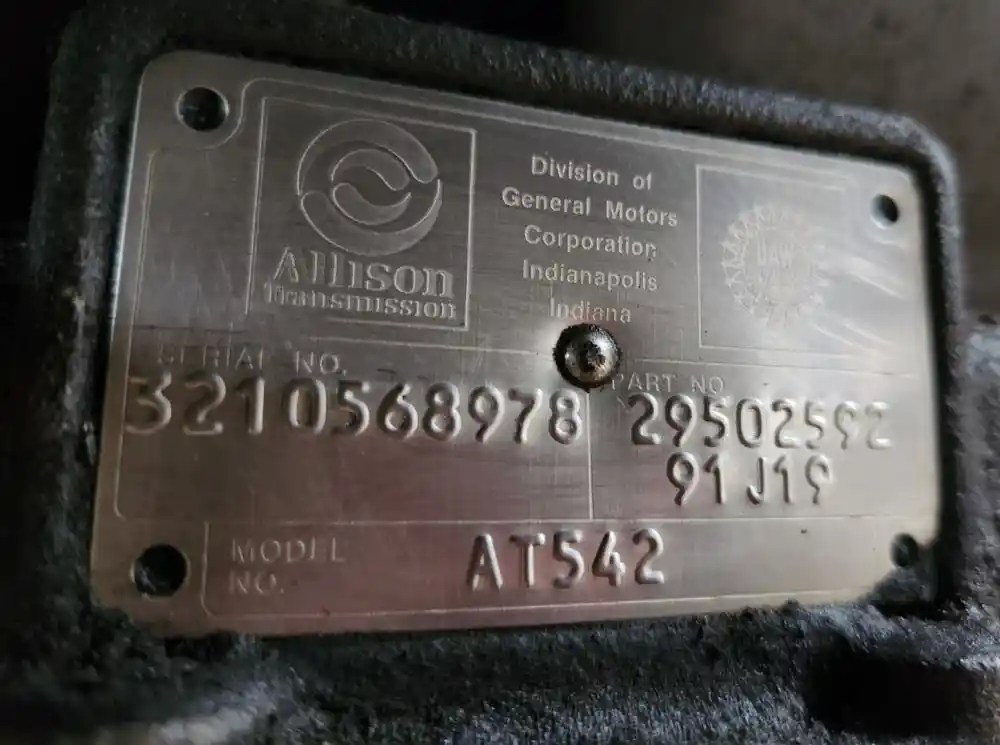 Allison
Transmission
Division of
General Motors
Corporation
Indianapolis
Indiana
UAW
SERIAL NO.
3210568978
PART NO.
29502592
91J19
MODEL
NO.
AT542